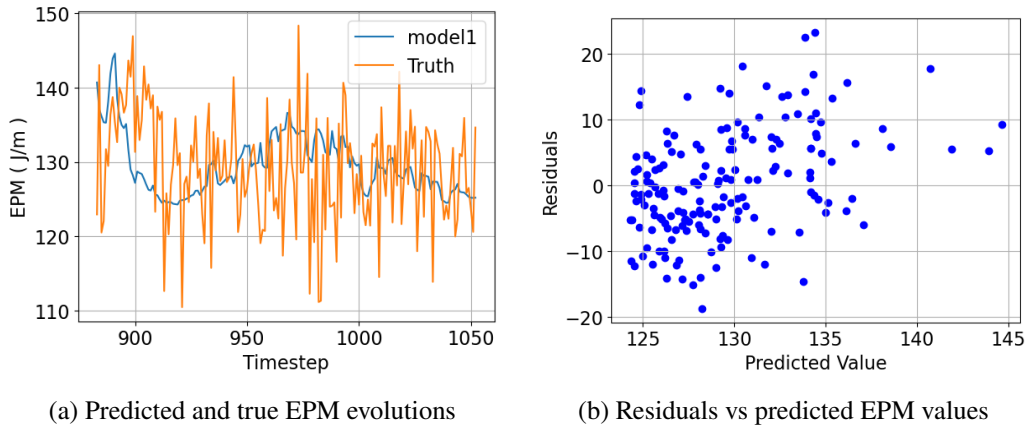 150
140
130
120
110
EPM ( J/m )
model1
Truth
900
950
1000
1050
Timestep
20
10
0
−10
−20
Residuals
125
130
135
140
145
Predicted Value
(a) Predicted and true EPM evolutions
(b) Residuals vs predicted EPM values